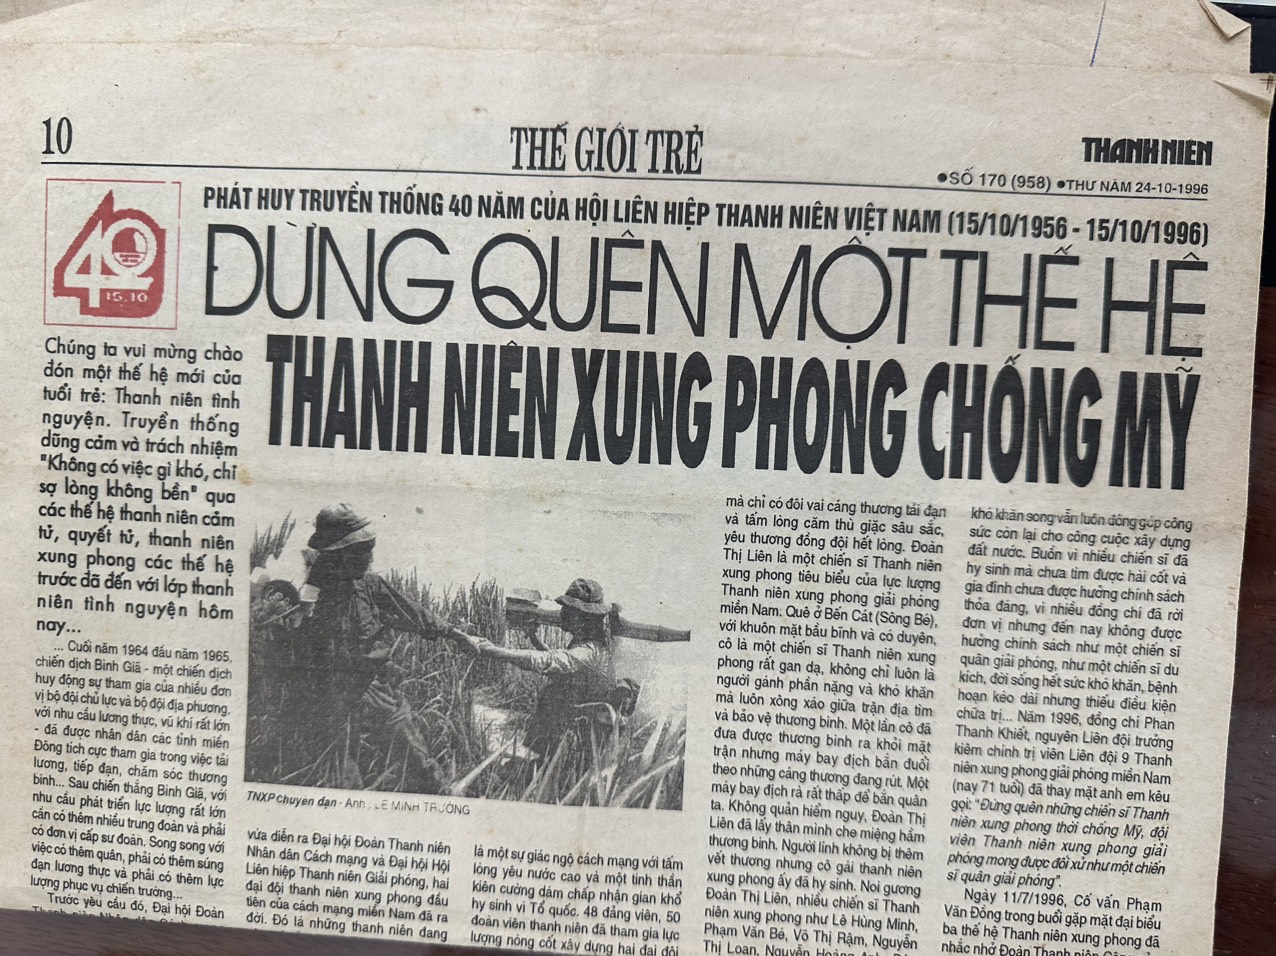 10
THẾ GIỚI TRẺ
THANH NIÊN
●SỐ 170 (958) ●THƯ NĂM 24-10-1996
40
15.10
PHÁT HUY TRUYỀN THỐNG 40 NĂM CỦA HỘI LIÊN HIỆP THANH NIÊN VIỆT NAM (15/10/1956 - 15/10/1996)
ĐỪNG QUÊN MỘT THẾ HỆ
THANH NIÊN XUNG PHONG CHỐNG MỸ
Chúng ta vui mừng chào
đón một thế hệ mới của
tuổi trẻ: Thanh niên tình
nguyện. Truyền thống
dũng cảm và trách nhiệm
"Không có việc gì khó, chỉ
sợ lòng không bền" qua
các thế hệ thanh niên cảm
tử, quyết tử, thanh niên
xung phong các thế hệ
trước đã đến với lớp thanh
niên tình nguyện hôm
nay...
... Cuối năm 1964 đầu năm 1965,
chiến dịch Bình Giã - một chiến dịch
huy động sự tham gia của nhiều đơn
vị bộ đội chủ lực và bộ đội địa phương,
với nhu cầu lương thực, vũ khí rất lớn
- đã được nhân dân các tỉnh miền
Đông tích cực tham gia trong việc tải
lương, tiếp đạn, chăm sóc thương
binh... Sau chiến thắng Bình Giã, với
nhu cầu phát triển lực lượng rất lớn
cần có thêm nhiều trung đoàn và phải
có đơn vị cấp sư đoàn. Song song với
việc có thêm quân, phải có thêm súng
đạn lương thực và phải có thêm lực
lượng phục vụ chiến trường...
Trước yêu cầu đó, Đại hội Đoàn
TNXP chuyển đạn - Ảnh : LÊ MINH TRƯỜNG
vừa diễn ra Đại hội Đoàn Thanh niên
Nhân dân Cách mạng và Đại hội Hội
Liên hiệp Thanh niên Giải phóng, hai
đại đội thanh niên xung phong đầu
tiên của cách mạng miền Nam đã ra
đời. Đó là những thanh niên đang
là một sự giác ngộ cách mạng với tấm
lòng yêu nước cao và một tinh thần
kiên cường dám chấp nhận gian khổ
hy sinh vì Tổ quốc. 48 đảng viên, 50
đoàn viên thanh niên đã tham gia lực
lượng nòng cốt xây dựng hai đại đội
mà chỉ có đôi vai cáng thương tải đạn
và tấm lòng căm thù giặc sâu sắc,
yêu thương đồng đội hết lòng. Đoàn
Thị Liên là một chiến sĩ Thanh niên
xung phong tiêu biểu của lực lượng
Thanh niên xung phong giải phóng
miền Nam. Quê ở Bến Cát (Sông Bé),
với khuôn mặt bầu bĩnh và có duyên,
cô là một chiến sĩ Thanh niên xung
phong rất gan dạ, không chỉ luôn là
người gánh phần nặng và khó khăn
mà luôn xông xáo giữa trận địa tìm
và bảo vệ thương binh. Một lần cô đã
đưa được thương binh ra khỏi mặt
trận nhưng máy bay địch bắn đuổi
theo những cáng thương đang rút. Một
máy bay địch rà rất thấp để bắn quân
ta. Không quản hiểm nguy, Đoàn Thị
Liên đã lấy thân mình che miệng hầm
thương binh. Người lính không bị thêm
vết thương nhưng cô gái thanh niên
xung phong ấy đã hy sinh. Noi gương
Đoàn Thị Liên, nhiều chiến sĩ Thanh
niên xung phong như Lê Hùng Minh,
Phạm Văn Bé, Võ Thị Rậm, Nguyễn
Thị Loan, Nguyễn Hoàng Anh,
khó khăn song vẫn luôn đóng góp công
sức còn lại cho công cuộc xây dựng
đất nước. Buồn vì nhiều chiến sĩ đã
hy sinh mà chưa tìm được hài cốt và
gia đình chưa được hưởng chính sách
thỏa đáng, vì nhiều đồng chí đã rời
đơn vị nhưng đến nay không được
hưởng chính sách như một chiến sĩ
quân giải phóng, như một chiến sĩ du
kích, đời sống hết sức khó khăn, bệnh
hoạn kéo dài nhưng thiếu điều kiện
chữa trị... Năm 1996, đồng chí Phan
Thanh Khiết, nguyên Liên đội trưởng
kiêm chính trị viên Liên đội 9 Thanh
niên xung phong giải phóng miền Nam
(nay 71 tuổi) đã thay mặt anh em kêu
gọi: "Đừng quên những chiến sĩ Thanh
niên xung phong thời chống Mỹ, đội
viên Thanh niên xung phong giải
phóng mong được đối xử như một chiến
sĩ quân giải phóng".
Ngày 11/7/1996, Cố vấn Phạm
Văn Đồng trong buổi gặp mặt đại biểu
ba thế hệ Thanh niên xung phong đã
nhắc nhở Đoàn Thanh niên